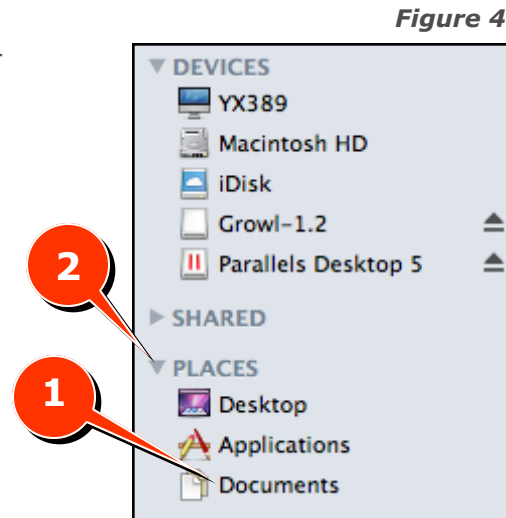 Figure 4
DEVICES
YX389
Macintosh HD
iDisk
Growl-1.2
Parallels Desktop 5
2
SHARED
PLACES
1
Desktop
Applications
Documents